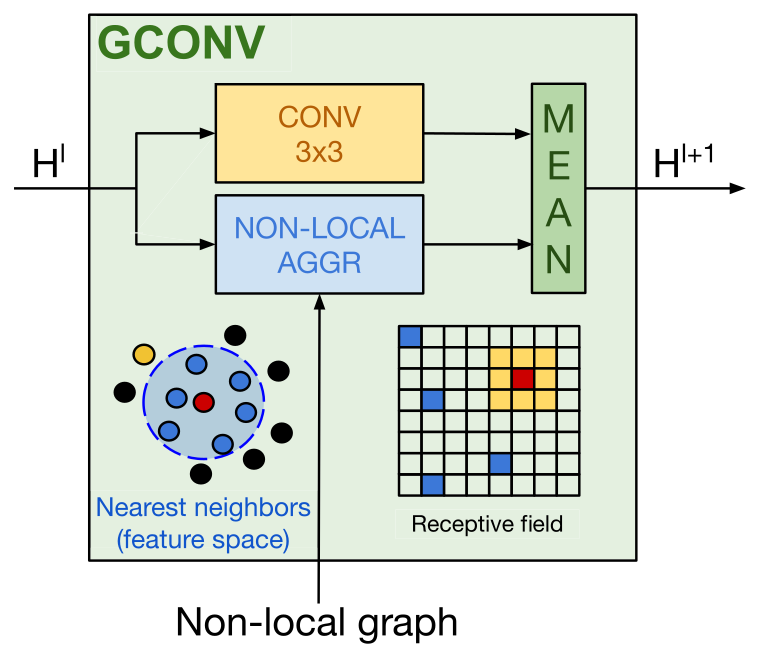 GCONV
CONV
3x3
H^l
NON-LOCAL
AGGR
M
E
A
N
H^l+1
Nearest neighbors
(feature space)
Receptive field
Non-local graph